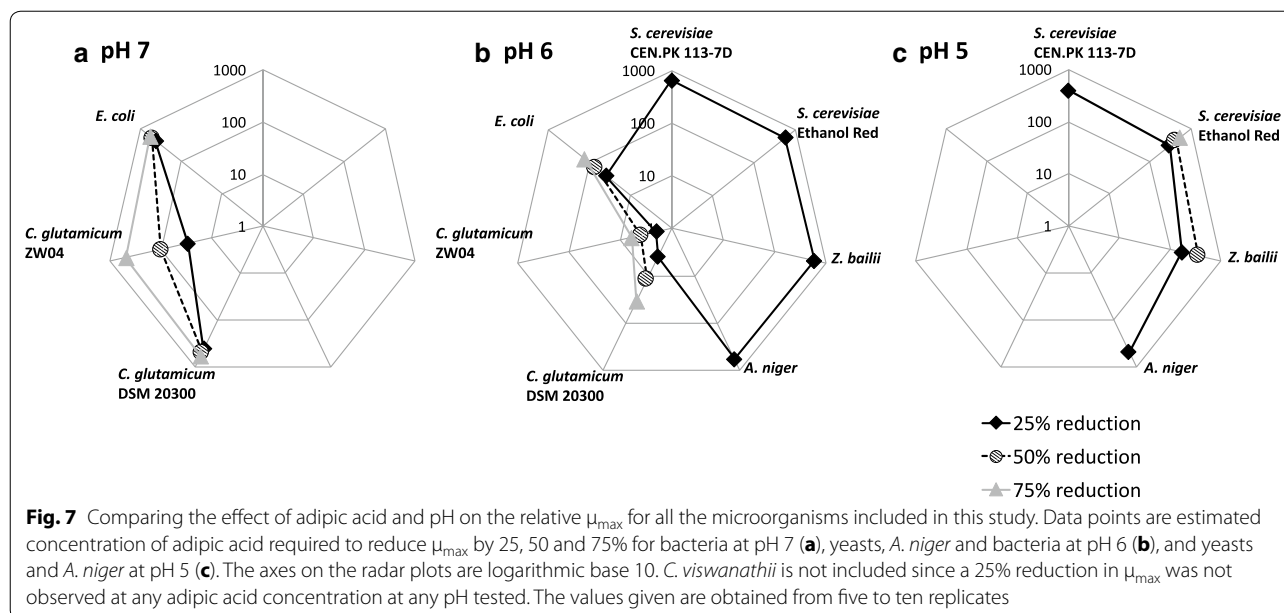 a pH 7
1000
100
10
1
E. coli
C. glutamicum
ZW04
C. glutamicum
DSM 20300
b pH 6
S. cerevisiae
CEN.PK 113-7D
1000
100
10
1
S. cerevisiae
Ethanol Red
Z. bailii
A. niger
C. glutamicum
DSM 20300
C. glutamicum
ZW04
E. coli
c pH 5
S. cerevisiae
CEN.PK 113-7D
1000
100
10
1
S. cerevisiae
Ethanol Red
Z. bailii
A. niger
25% reduction
50% reduction
75% reduction
Fig. 7 Comparing the effect of adipic acid and pH on the relative μmax for all the microorganisms included in this study. Data points are estimated
concentration of adipic acid required to reduce μmax by 25, 50 and 75% for bacteria at pH 7 (a), yeasts, A. niger and bacteria at pH 6 (b), and yeasts
and A. niger at pH 5 (c). The axes on the radar plots are logarithmic base 10. C. viswanathii is not included since a 25% reduction in μmax was not
observed at any adipic acid concentration at any pH tested. The values given are obtained from five to ten replicates